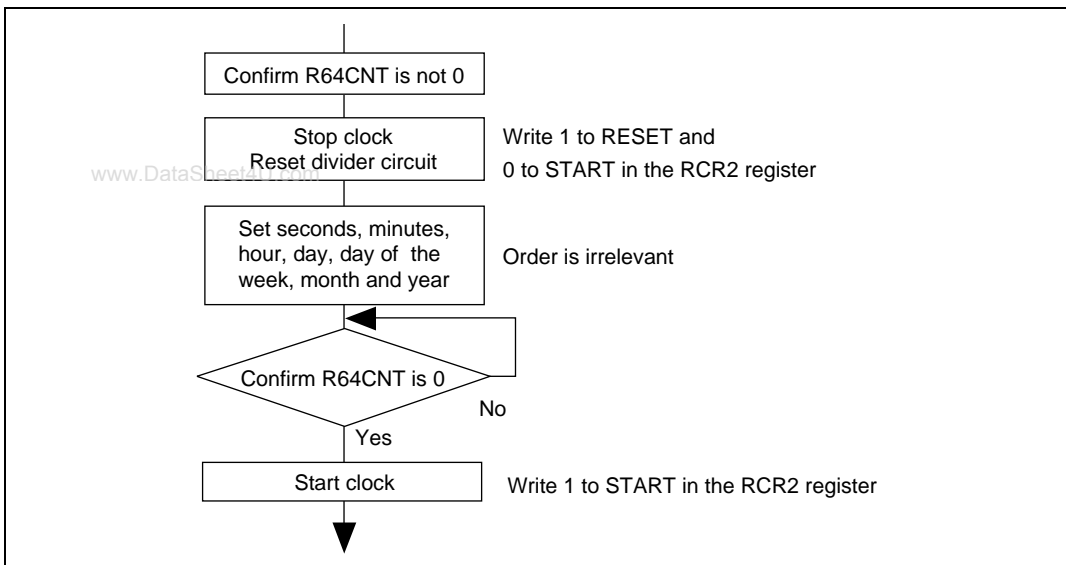 Confirm R64CNT is not 0
Stop clock
Reset divider circuit
Write 1 to RESET and
0 to START in the RCR2 register
www.DataSheet4U.com
Set seconds, minutes,
hour, day, day of the
week, month and year
Order is irrelevant
Confirm R64CNT is 0
No
Yes
Start clock
Write 1 to START in the RCR2 register